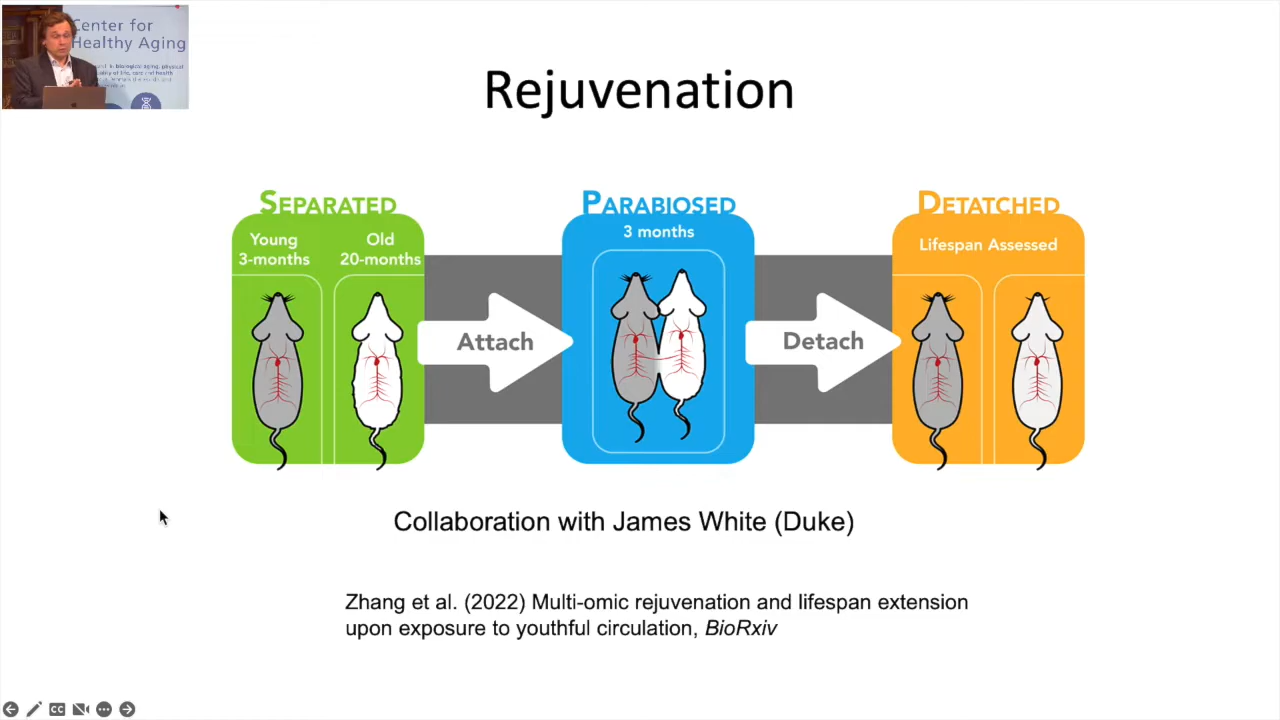 Center for
Healthy Aging
Rejuvenation
SEPARATED
Young
3-months
Old
20-months
Attach
PARABIOSED
3 months
Detach
DETATCHED
Lifespan Assessed
Collaboration with James White (Duke)
Zhang et al. (2022) Multi-omic rejuvenation and lifespan extension
upon exposure to youthful circulation, BioRxiv
CC